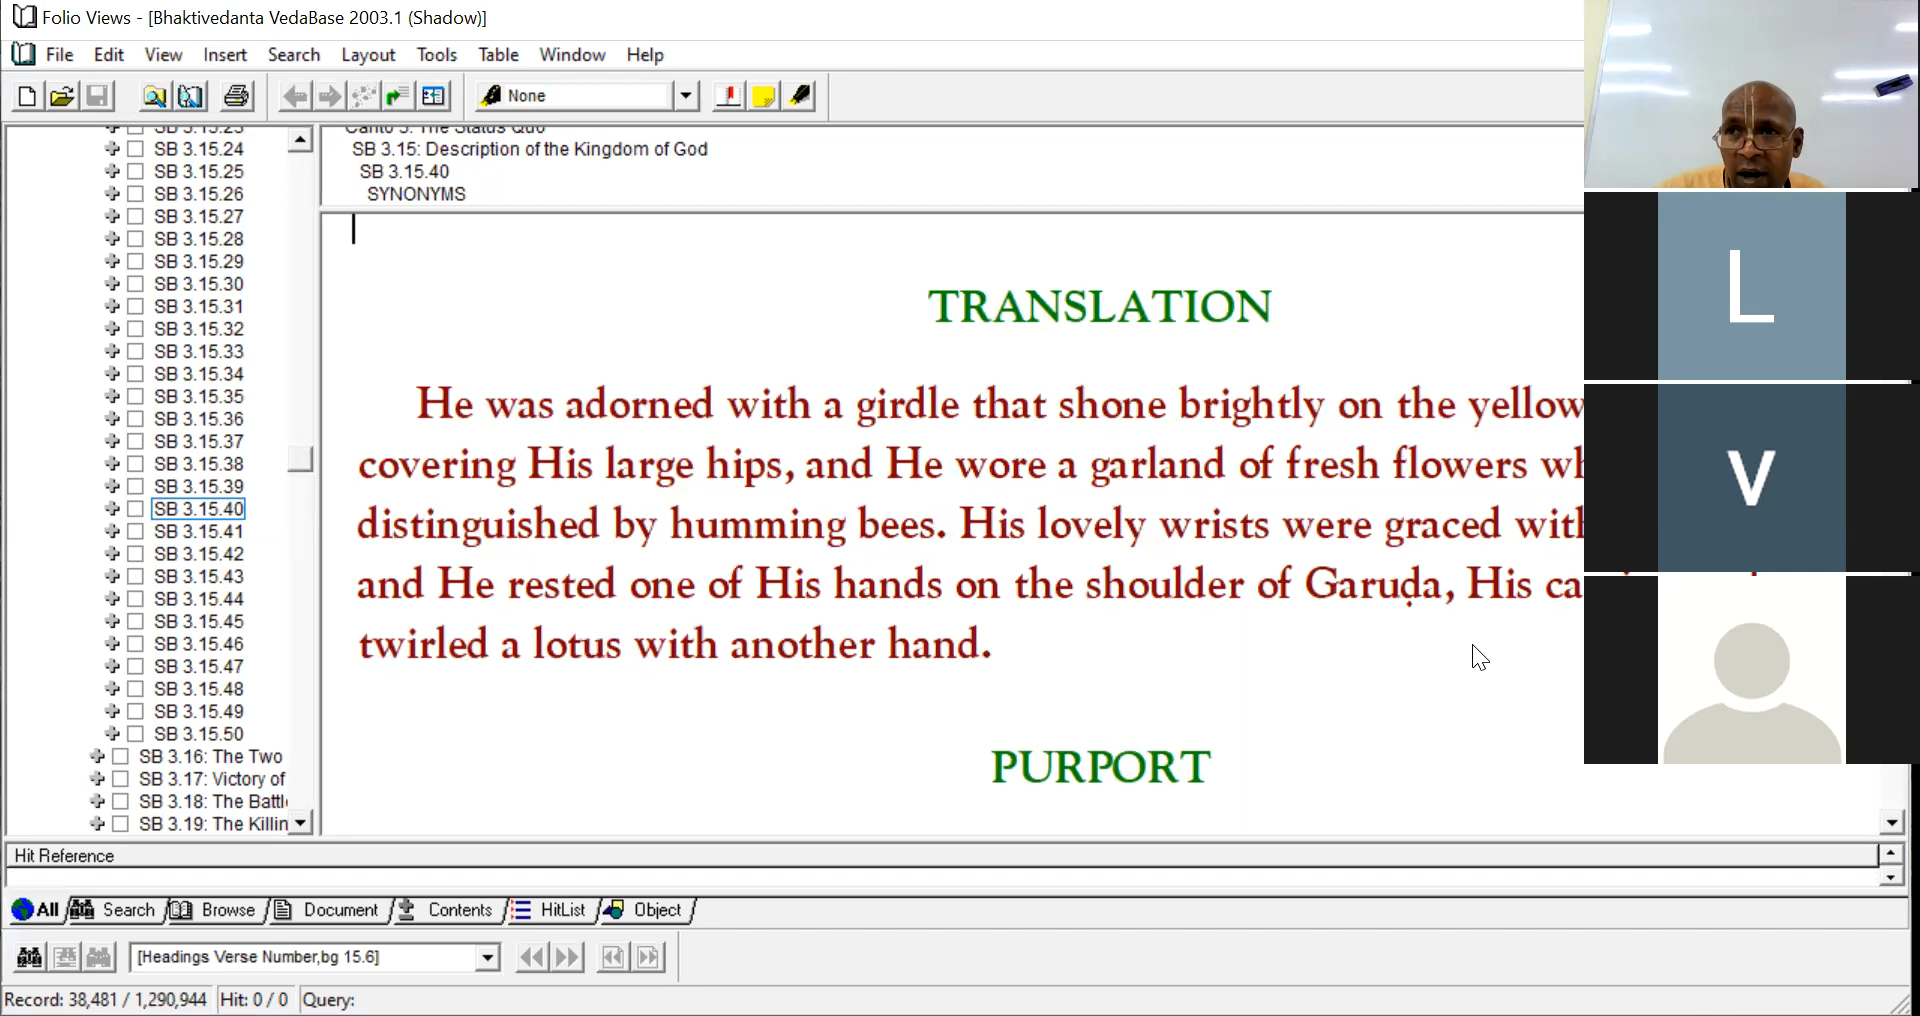 Folio Views - [Bhaktivedanta VedaBase 2003.1 (Shadow)]
File Edit View Insert Search Layout Tools Table Window Help
None
SB 3.15.24
SB 3.15.25
SB 3.15.26
SB 3.15.27
SB 3.15.28
SB 3.15.29
SB 3.15.30
SB 3.15.31
SB 3.15.32
SB 3.15.33
SB 3.15.34
SB 3.15.35
SB 3.15.36
SB 3.15.37
SB 3.15.38
SB 3.15.39
SB 3.15.40
SB 3.15.41
SB 3.15.42
SB 3.15.43
SB 3.15.44
SB 3.15.45
SB 3.15.46
SB 3.15.47
SB 3.15.48
SB 3.15.49
SB 3.15.50
SB 3.16: The Two
SB 3.17: Victory of
SB 3.18: The Battl
SB 3.19: The Killin
SB 3.15: Description of the Kingdom of God
SB 3.15.40
SYNONYMS
TRANSLATION
He was adorned with a girdle that shone brightly on the yellow
covering His large hips, and He wore a garland of fresh flowers wh
distinguished by humming bees. His lovely wrists were graced with
and He rested one of His hands on the shoulder of Garuḍa, His ca
twirled a lotus with another hand.
PURPORT
L
V
Hit Reference
All Search Browse Document Contents HitList Object
[Headings Verse Number,bg 15.6]
Record: 38,481 / 1,290,944 Hit: 0 / 0 Query: